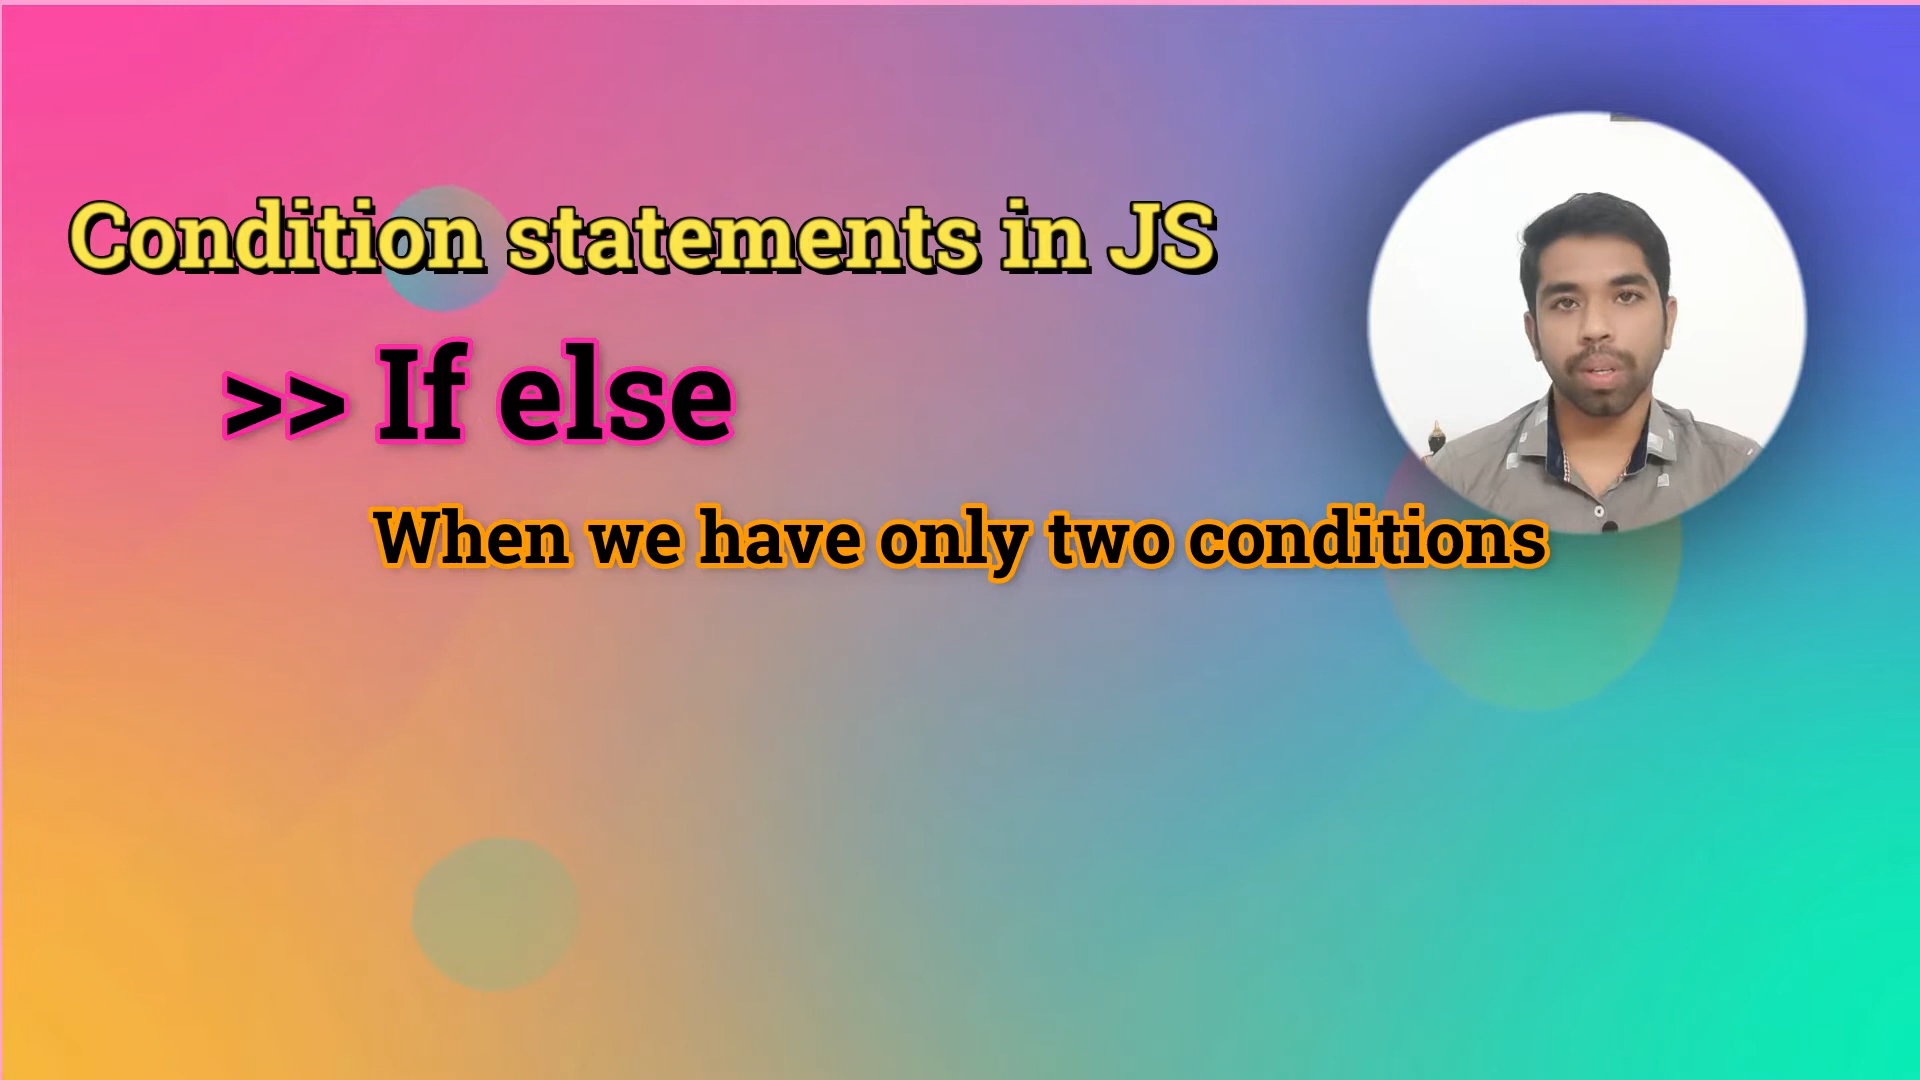 Condition statements in JS
>> If else
When we have only two conditions